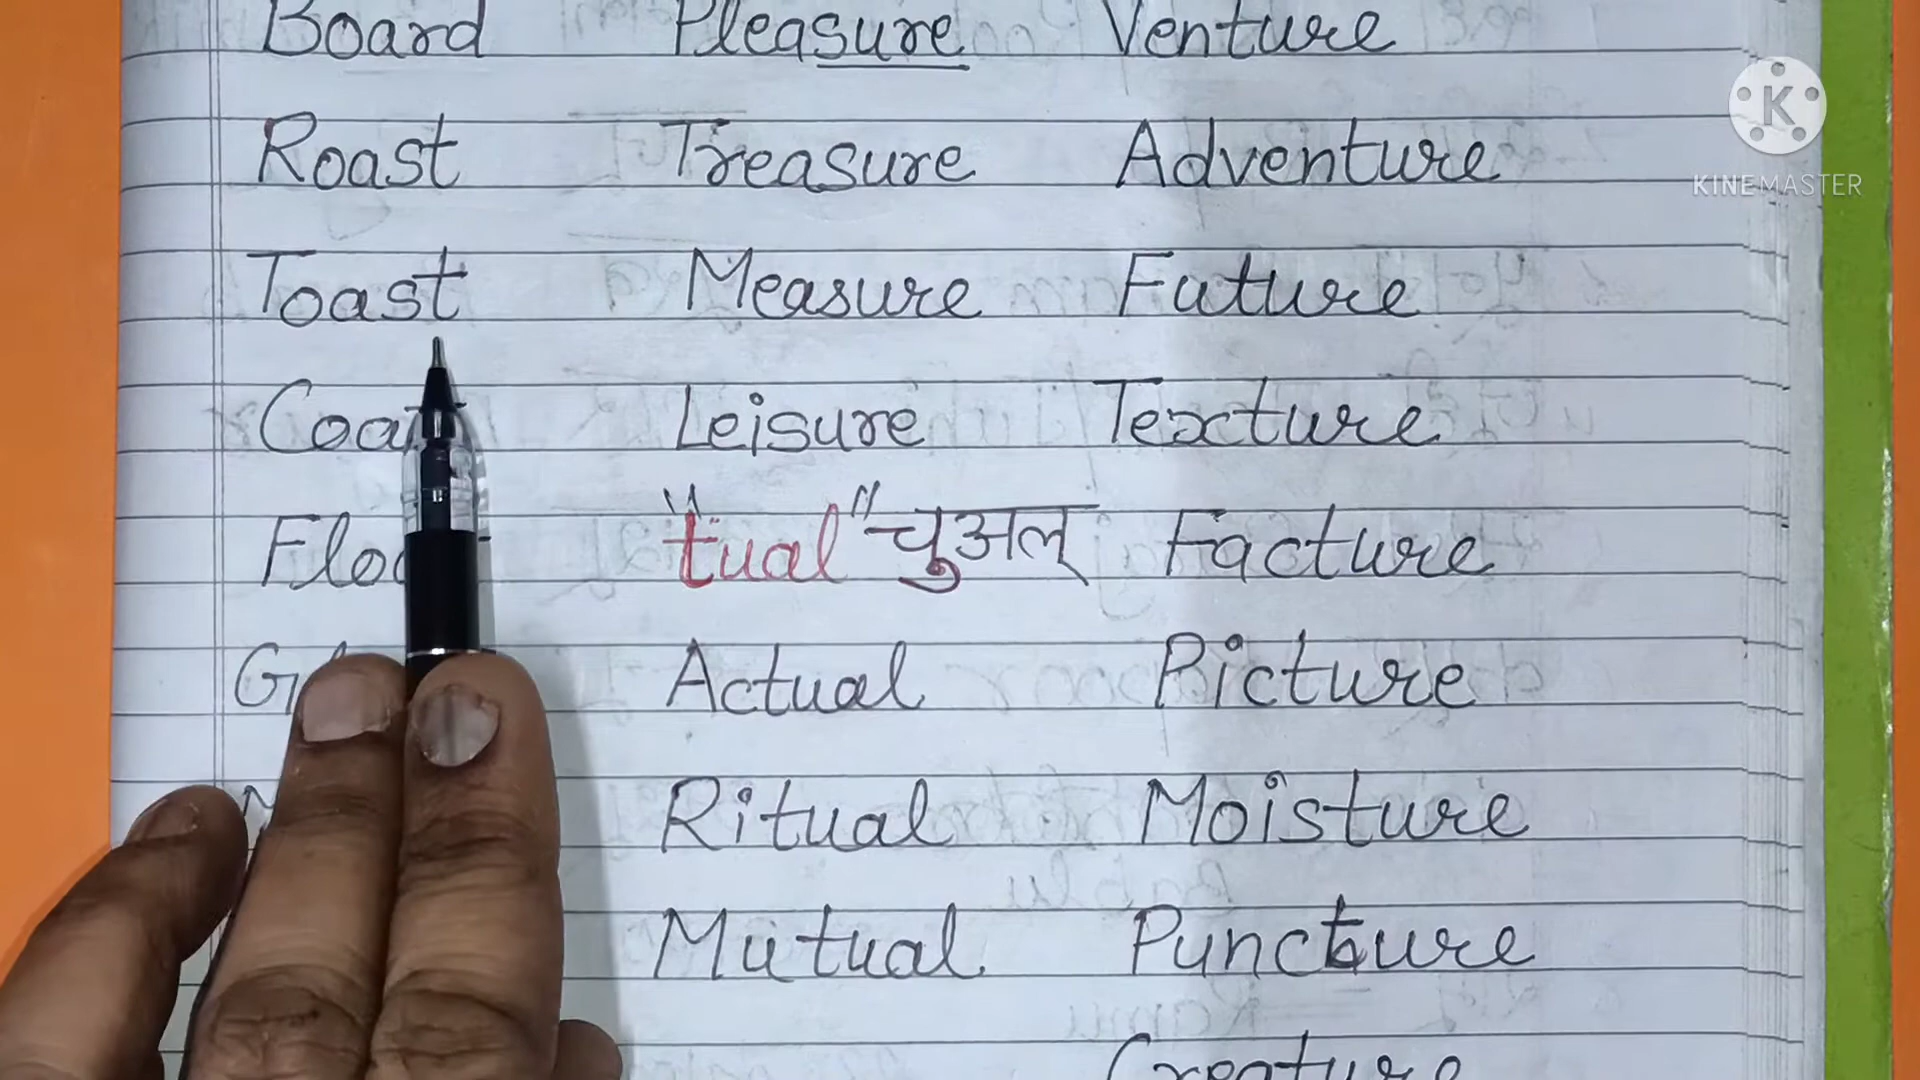 Board Pleasure Venture
Roast Treasure Adventure
Toast Measure Future
Leisure Texture
"tual" चुअल् Facture
Actual Picture
Ritual Moisture
Mutual Puncture
Creature
KINEMASTER